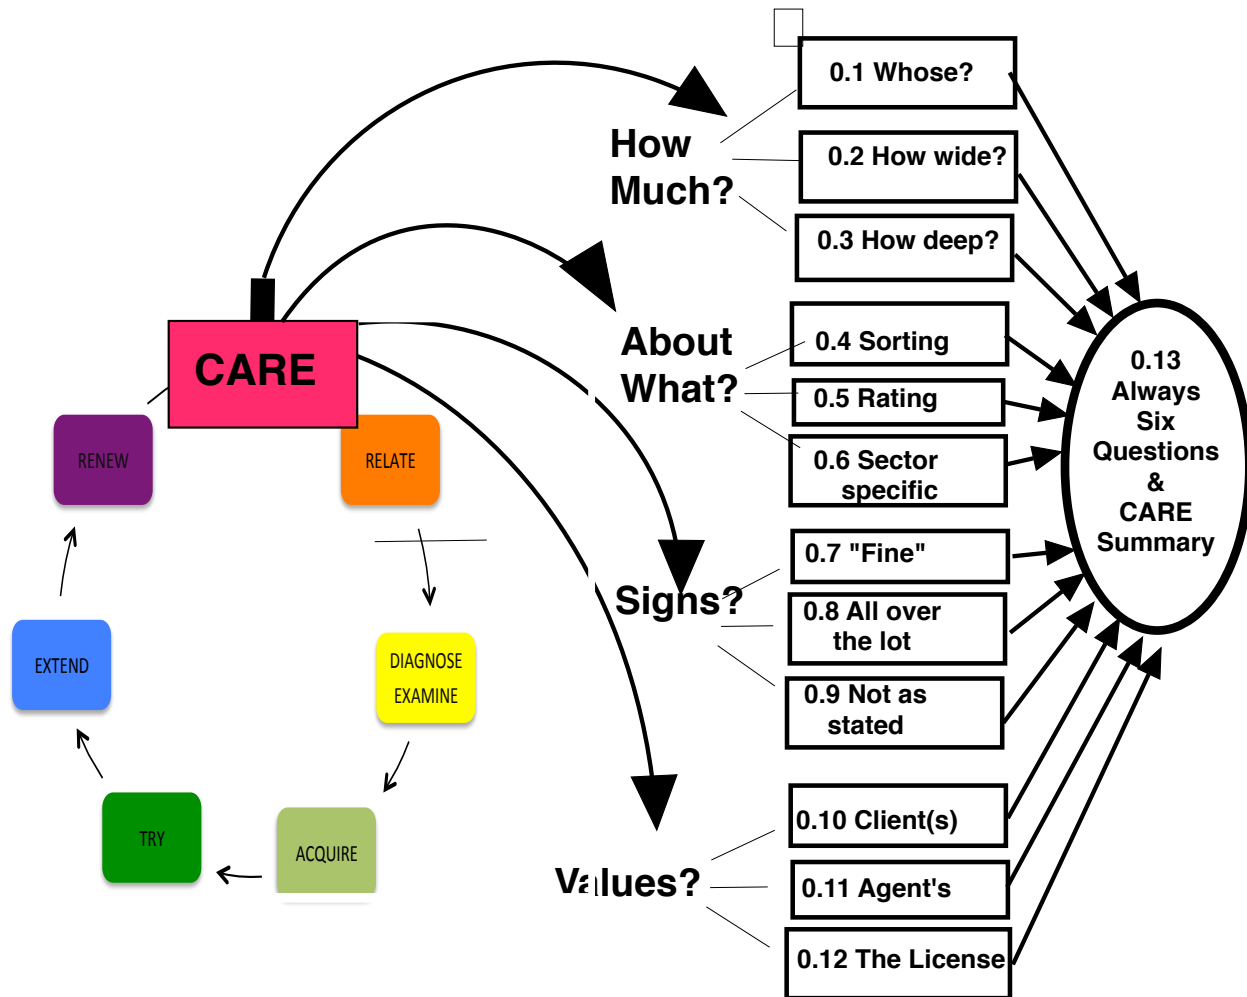 CARE
RENEW
RELATE
DIAGNOSE
EXAMINE
ACQUIRE
TRY
EXTEND
How
Much?
0.1 Whose?
0.2 How wide?
0.3 How deep?
About
What?
0.4 Sorting
0.5 Rating
0.6 Sector
specific
Signs?
0.7 "Fine"
0.8 All over
the lot
0.9 Not as
stated
Values?
0.10 Client(s)
0.11 Agent's
0.12 The License
0.13
Always
Six
Questions
&
CARE
Summary